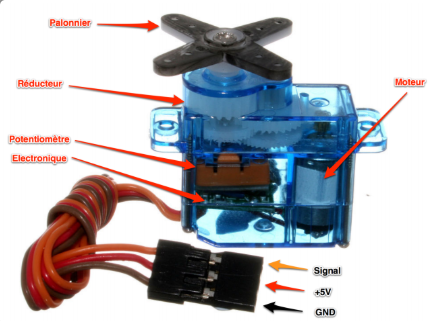 Palonnier
Réducteur
Moteur
Potentiomètre
Electronique
Signal
+5V
GND